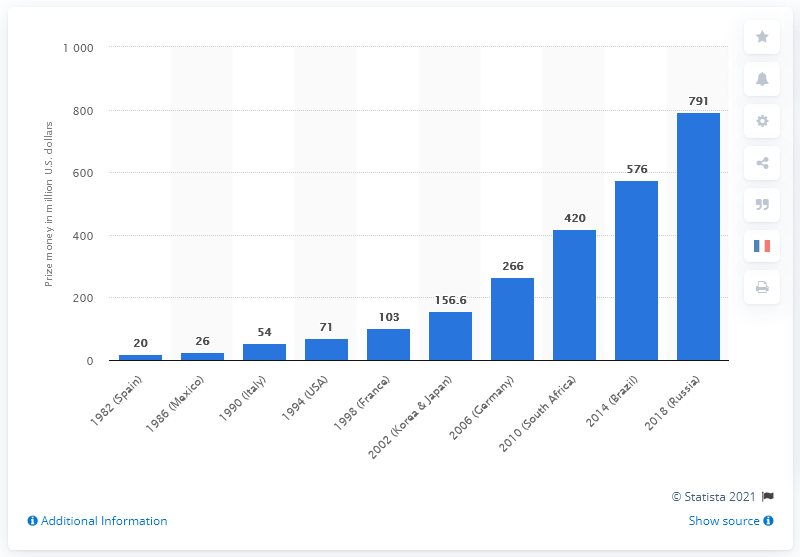 Prize money in million U.S. dollars
1 000
800
600
400
200
0
20
26
54
71
103
156.6
266
420
576
791
1982 (Spain)
1986 (Mexico)
1990 (Italy)
1994 (USA)
1998 (France)
2002 (Korea & Japan)
2006 (Germany)
2010 (South Africa)
2014 (Brazil)
2018 (Russia)
© Statista 2021
Additional Information
Show source